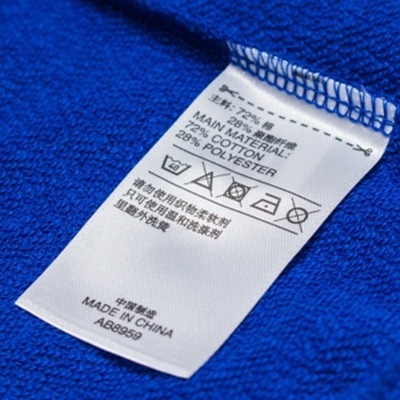 主料: 72% 棉
28% 聚酯纤维
MAIN MATERIAL:
72% COTTON
28% POLYESTER
请勿使用织物柔软剂
只可使用温和洗涤剂
里翻外洗熨
中国制造
MADE IN CHINA
AB8959